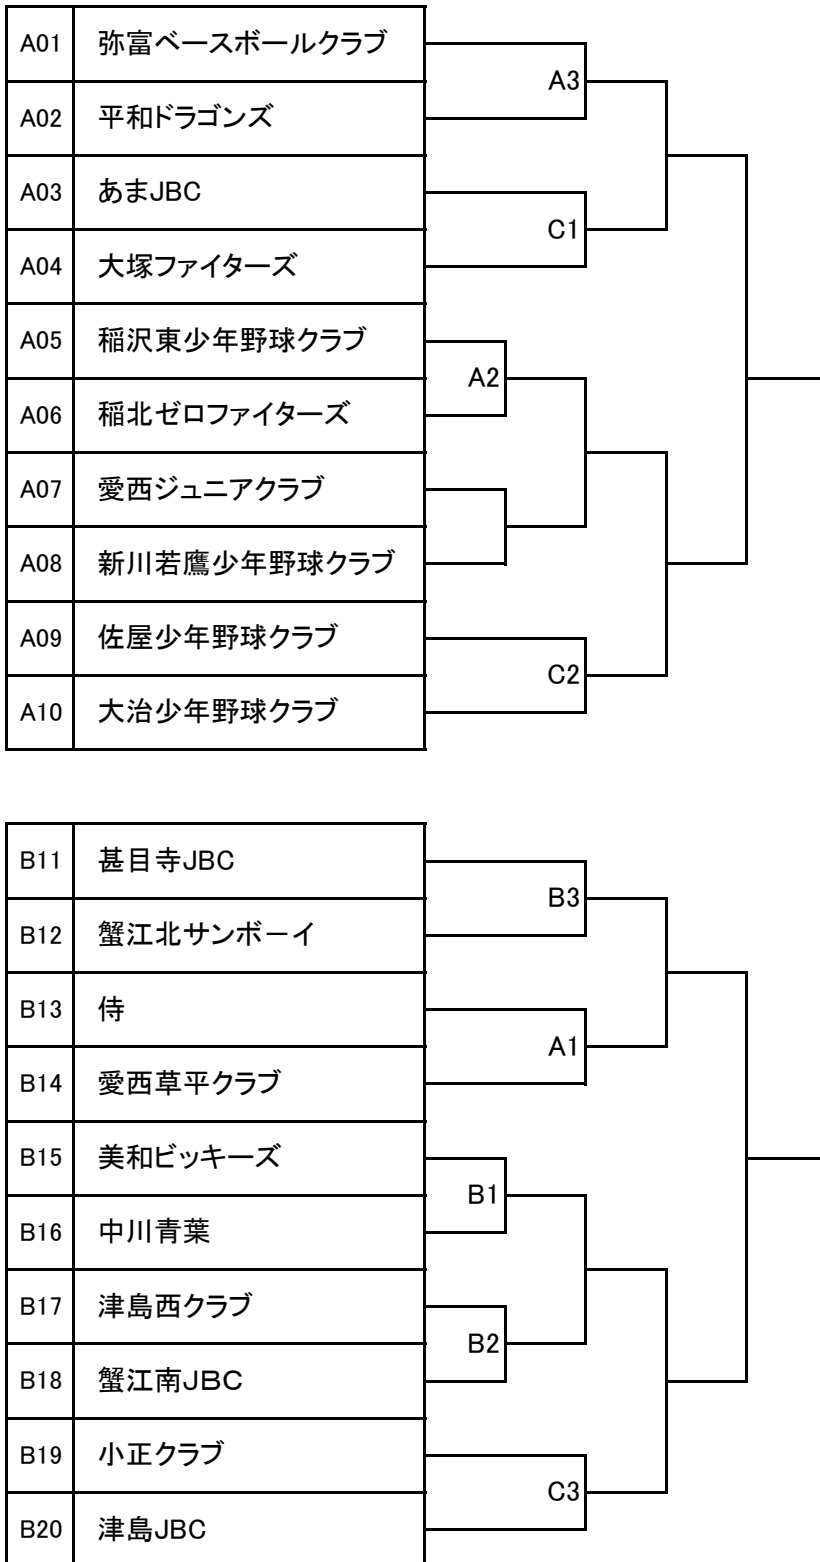 A01 弥富ベースボールクラブ
A3
A02 平和ドラゴンズ
A03 あまJBC
C1
A04 大塚ファイターズ
A05 稲沢東少年野球クラブ
A2
A06 稲北ゼロファイターズ
A07 愛西ジュニアクラブ
A08 新川若鷹少年野球クラブ
A09 佐屋少年野球クラブ
C2
A10 大治少年野球クラブ
B11 甚目寺JBC
B3
B12 蟹江北サンボーイ
B13 侍
A1
B14 愛西草平クラブ
B15 美和ビッキーズ
B1
B16 中川青葉
B17 津島西クラブ
B2
B18 蟹江南JBC
B19 小正クラブ
C3
B20 津島JBC